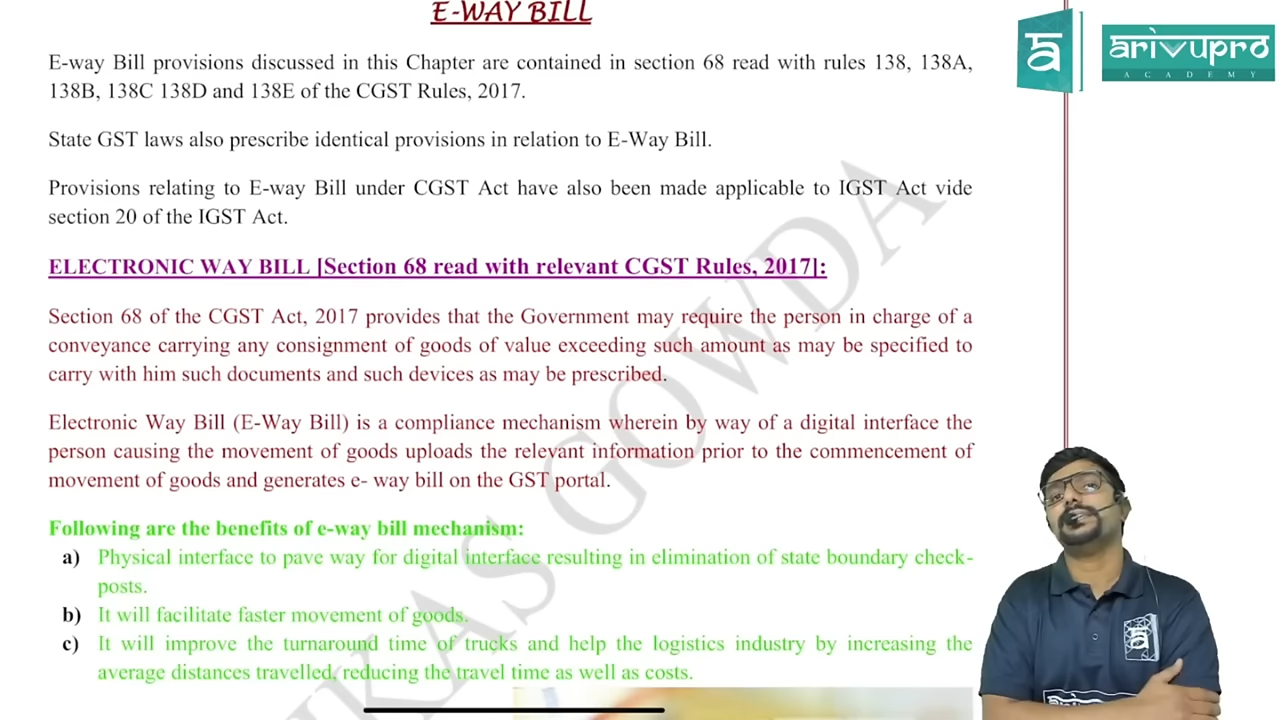 E-WAY BILL
arivupro
ACADEMY
E-way Bill provisions discussed in this Chapter are contained in section 68 read with rules 138, 138A,
138B, 138C 138D and 138E of the CGST Rules, 2017.
State GST laws also prescribe identical provisions in relation to E-Way Bill.
Provisions relating to E-way Bill under CGST Act have also been made applicable to IGST Act vide
section 20 of the IGST Act.
ELECTRONIC WAY BILL [Section 68 read with relevant CGST Rules, 2017]:
Section 68 of the CGST Act, 2017 provides that the Government may require the person in charge of a
conveyance carrying any consignment of goods of value exceeding such amount as may be specified to
carry with him such documents and such devices as may be prescribed.
Electronic Way Bill (E-Way Bill) is a compliance mechanism wherein by way of a digital interface the
person causing the movement of goods uploads the relevant information prior to the commencement of
movement of goods and generates e- way bill on the GST portal.
Following are the benefits of e-way bill mechanism:
a) Physical interface to pave way for digital interface resulting in elimination of state boundary check-
posts.
b) It will facilitate faster movement of goods.
c) It will improve the turnaround time of trucks and help the logistics industry by increasing the
average distances travelled, reducing the travel time as well as costs.
IKAS GOWDA